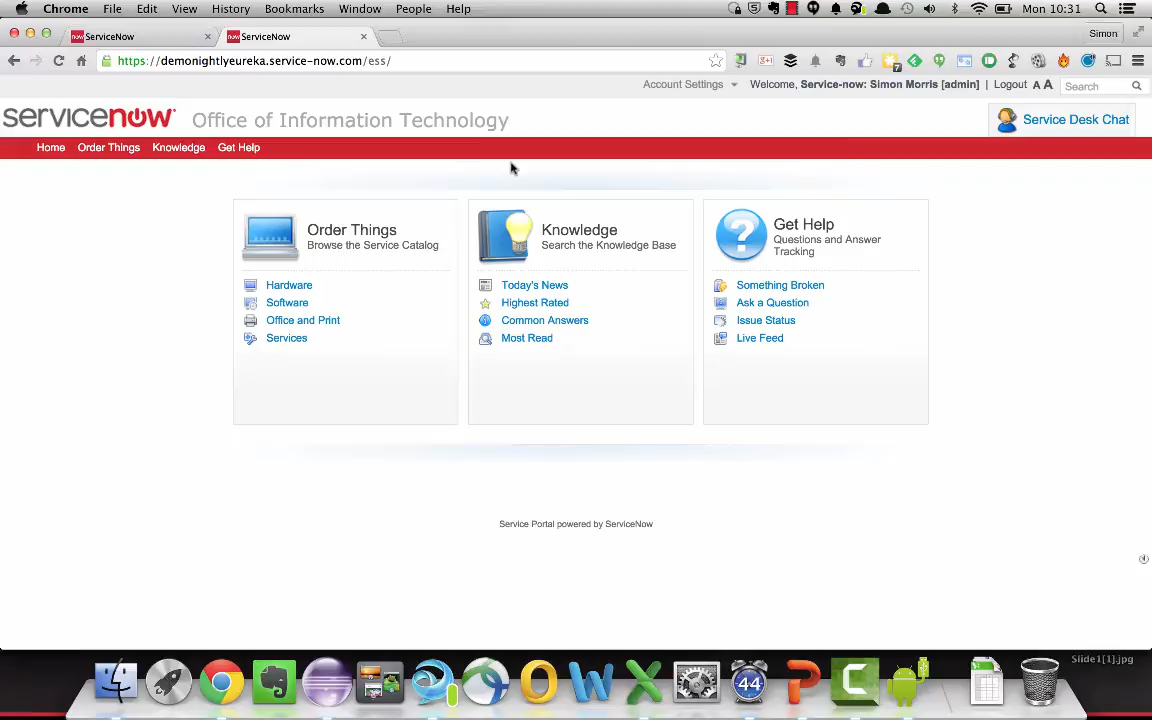 Chrome File Edit View History Bookmarks Window People Help Mon 10:31
ServiceNow
ServiceNow
Simon
https://demonightlyeureka.service-now.com/ess/
7
Account Settings Welcome, Service-now: Simon Morris [admin] Logout A A Search
servicenow Office of Information Technology Service Desk Chat
Home Order Things Knowledge Get Help
Order Things
Browse the Service Catalog
Hardware
Software
Office and Print
Services
Knowledge
Search the Knowledge Base
Today's News
Highest Rated
Common Answers
Most Read
Get Help
Questions and Answer
Tracking
Something Broken
Ask a Question
Issue Status
Live Feed
Service Portal powered by ServiceNow
44
Slide1[1].jpg